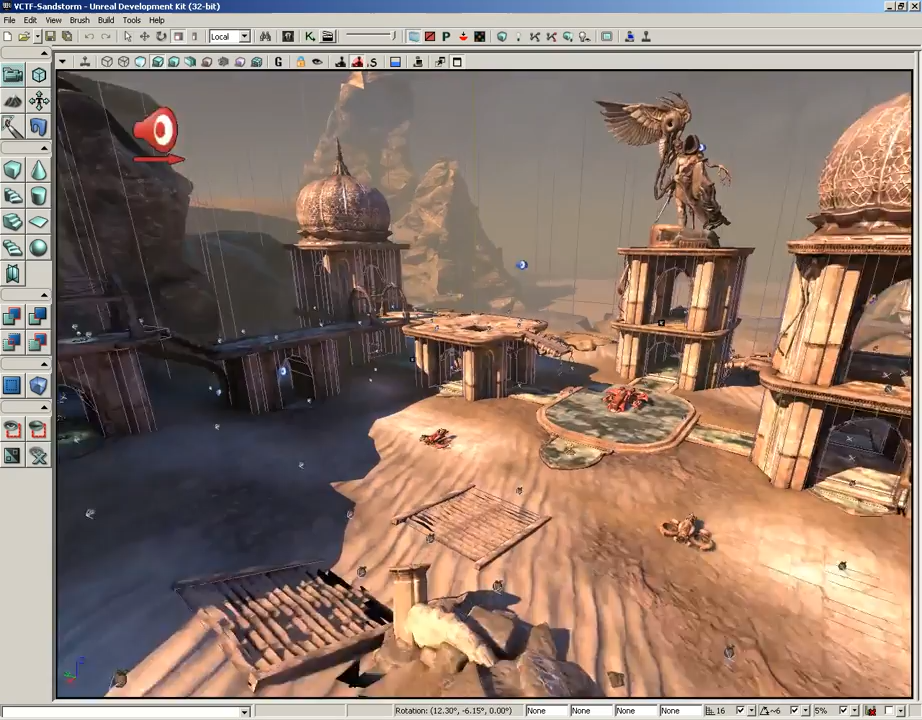 VCTF-Sandstorm - Unreal Development Kit (32-bit)
File Edit View Brush Build Tools Help
Local K. P
G S
Rotation: (12.30°, -6.15°, 0.00°) None None None None 16 ~6 5%